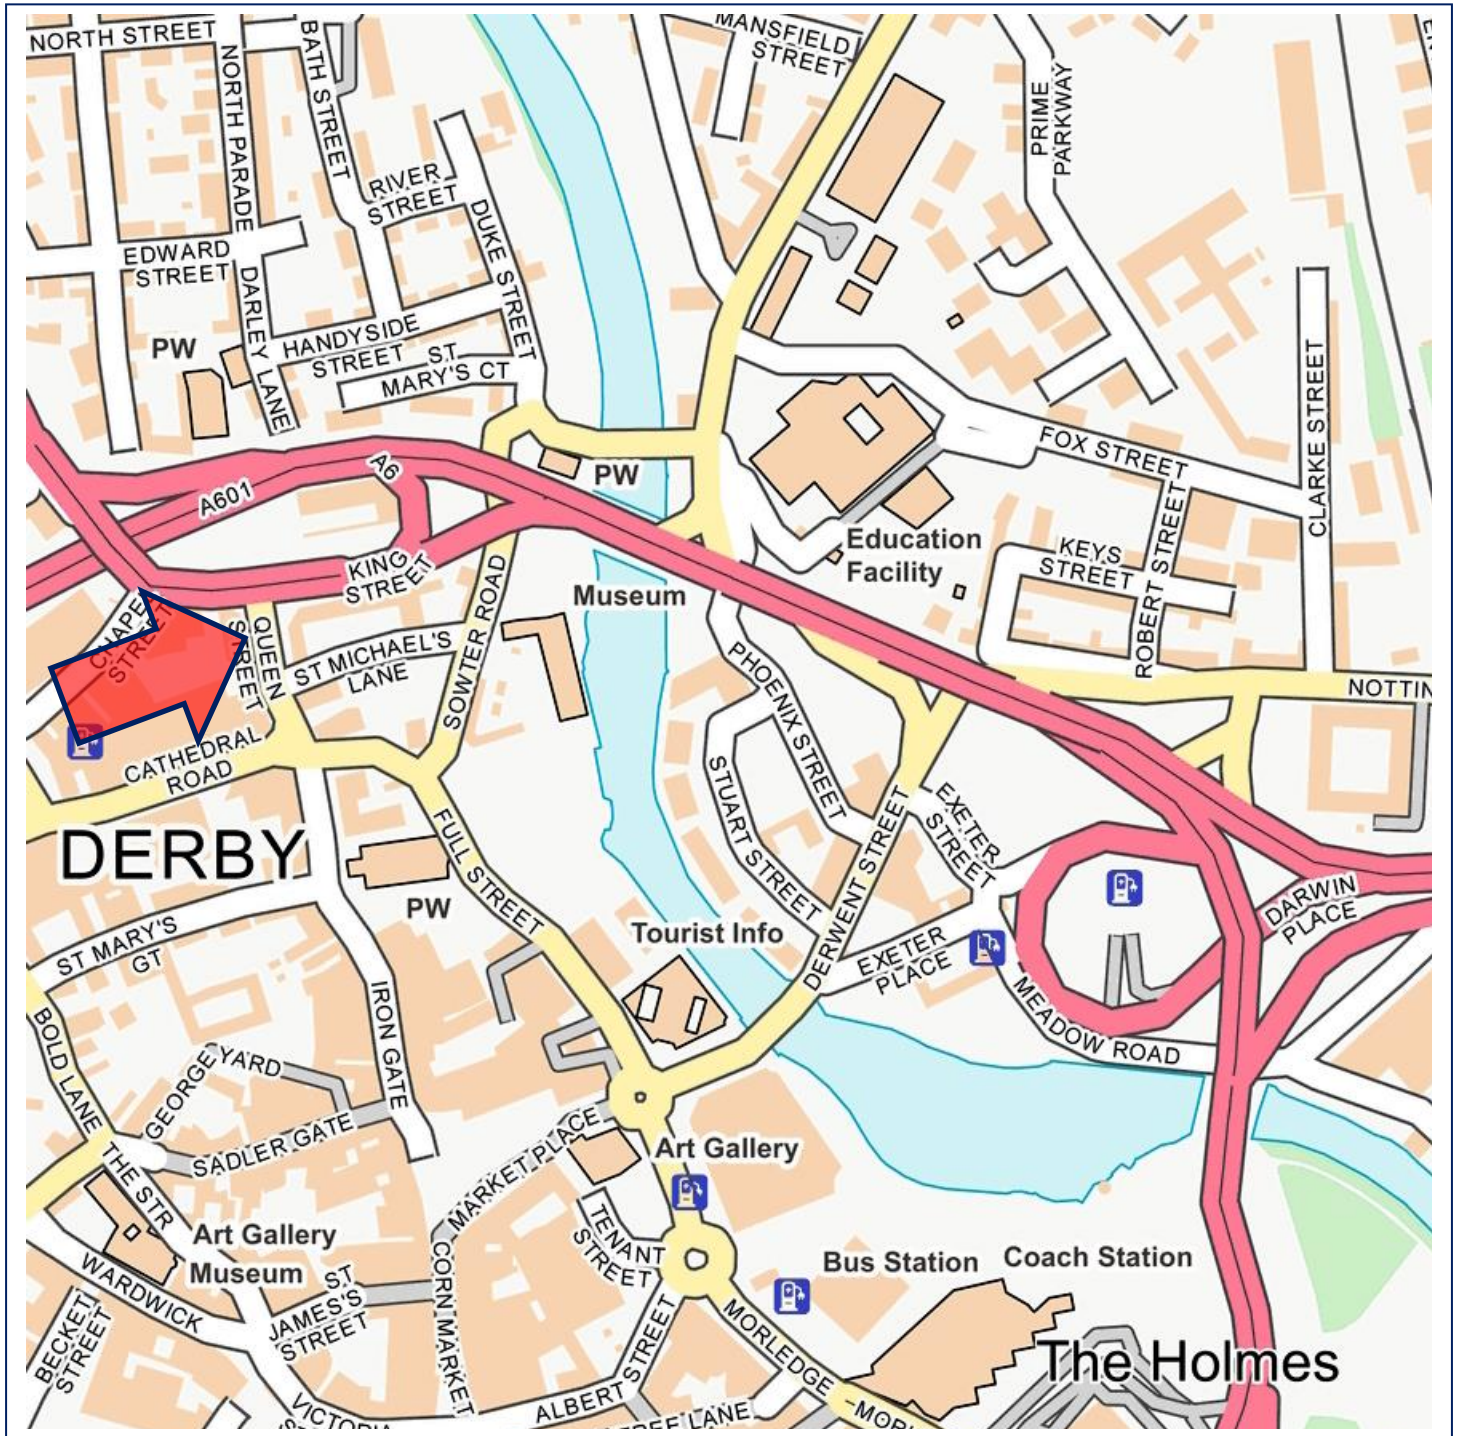 NORTH STREET
NORTH PARADE
BATH STREET
MANSFIELD
STREET
PRIME
PARKWAY
RIVER
STREET
DUKE STREET
EDWARD
STREET
DARLEY LANE
HANDYSIDE
STREET
ST
MARY'S CT
PW
CLARKE STREET
FOX STREET
A6
A601
PW
KING
STREET
Education
Facility
KEYS
STREET
ROBERT STREET
Museum
CHAPEL
STREET
QUEEN
STREET
ST MICHAEL'S
LANE
SOWTER ROAD
PHOENIX STREET
NOTTIN
CATHEDRAL
ROAD
STUART STREET
EXETER
STREET
DERBY
FULL STREET
DERWENT STREET
PW
DARWIN
PLACE
Tourist Info
EXETER
PLACE
ST MARY'S
GT
IRON GATE
MEADOW ROAD
BOLD LANE
GEORGE YARD
SADLER GATE
MARKET PLACE
Art Gallery
THE STR
Art Gallery
Museum
TENANT
STREET
WARDWICK
ST
JAMES'S
STREET
CORN MARKET
Bus Station
Coach Station
BECKET
STREET
MORLEDGE
The Holmes
ALBERT STREET
VICTORIA
LANE